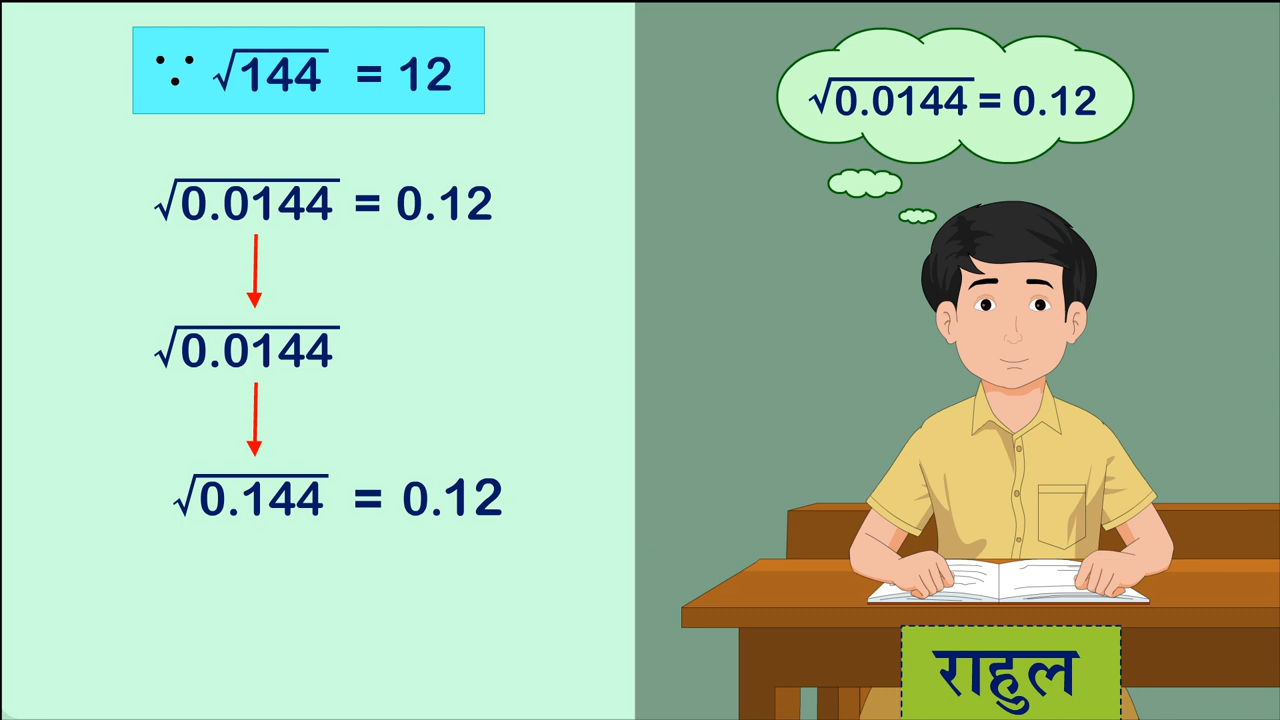 ∵ √144 = 12
√0.0144 = 0.12
√0.0144
√0.144 = 0.12
√0.0144 = 0.12
राहुल